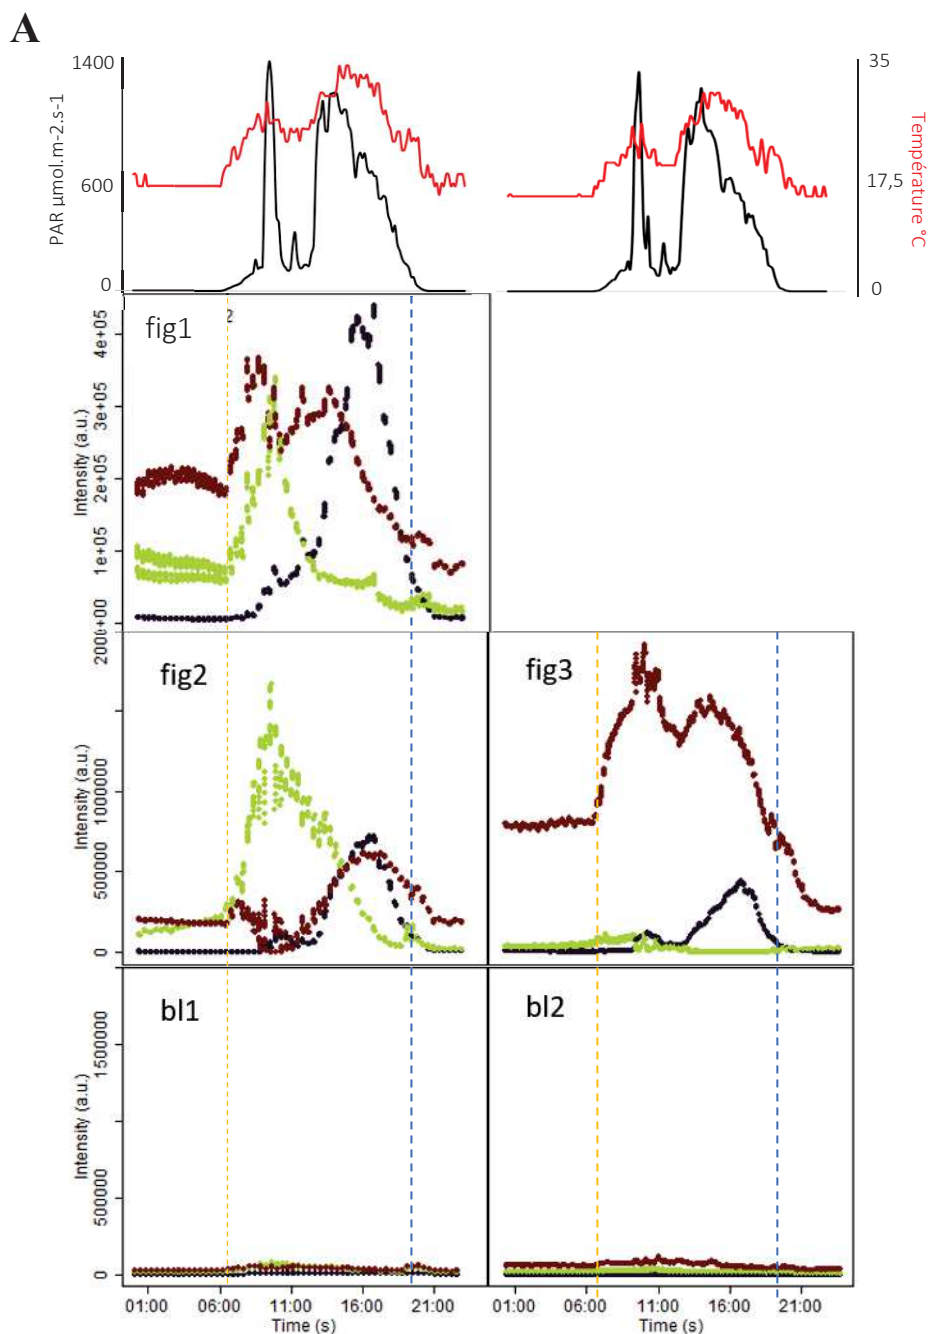 A
1400
600
0
PAR µmol.m-2.s-1
35
17,5
0
Température °C
fig1
2
4e+05
3e+05
2e+05
1e+05
0e+00
Intensity (a.u.)
fig2
fig3
1000000
500000
0
Intensity (a.u.)
bl1
bl2
1500000
500000
0
Intensity (a.u.)
01:00 06:00 11:00 16:00 21:00
01:00 06:00 11:00 16:00 21:00
Time (s)
Time (s)